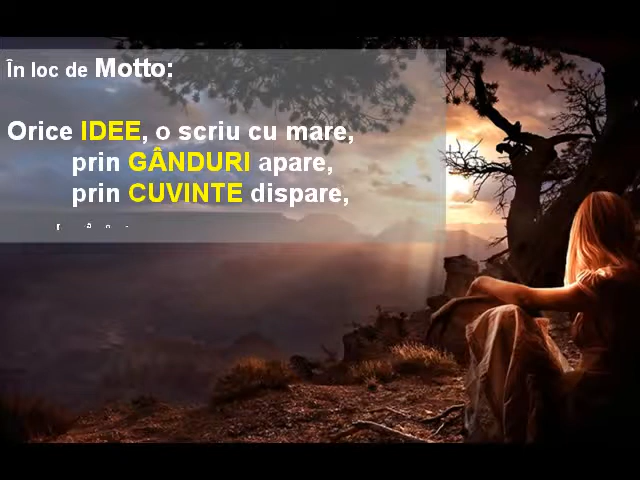 În loc de Motto:
Orice IDEE, o scriu cu mare,
prin GÂNDURI apare,
prin CUVINTE dispare,